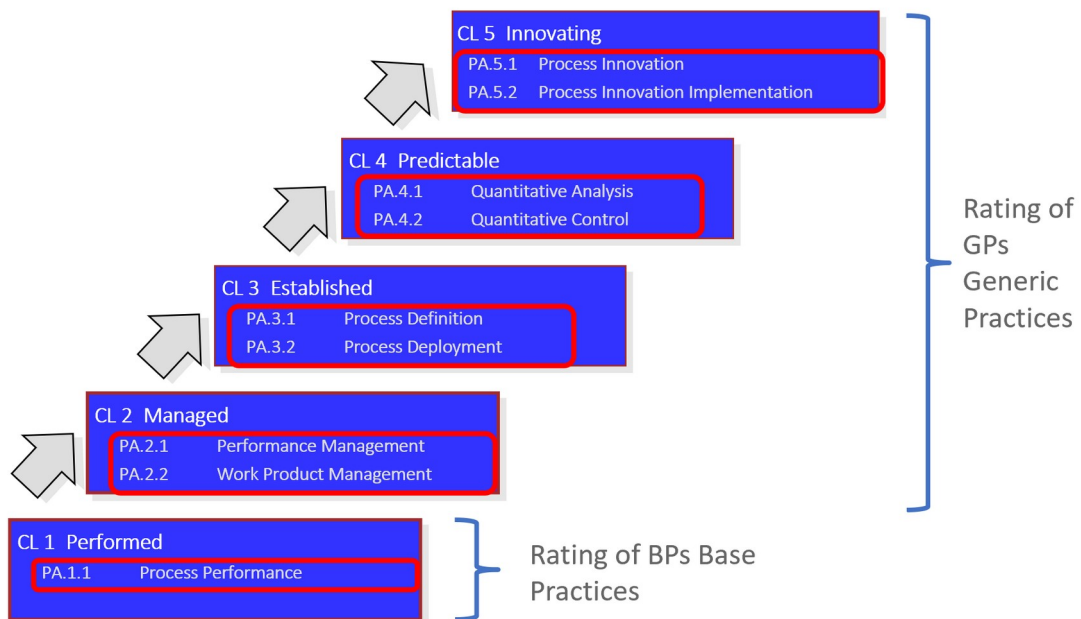 CL 5 Innovating
PA.5.1 Process Innovation
PA.5.2 Process Innovation Implementation
CL 4 Predictable
PA.4.1 Quantitative Analysis
PA.4.2 Quantitative Control
CL 3 Established
PA.3.1 Process Definition
PA.3.2 Process Deployment
CL 2 Managed
PA.2.1 Performance Management
PA.2.2 Work Product Management
CL 1 Performed
PA.1.1 Process Performance
Rating of
GPs
Generic
Practices
Rating of BPs Base
Practices